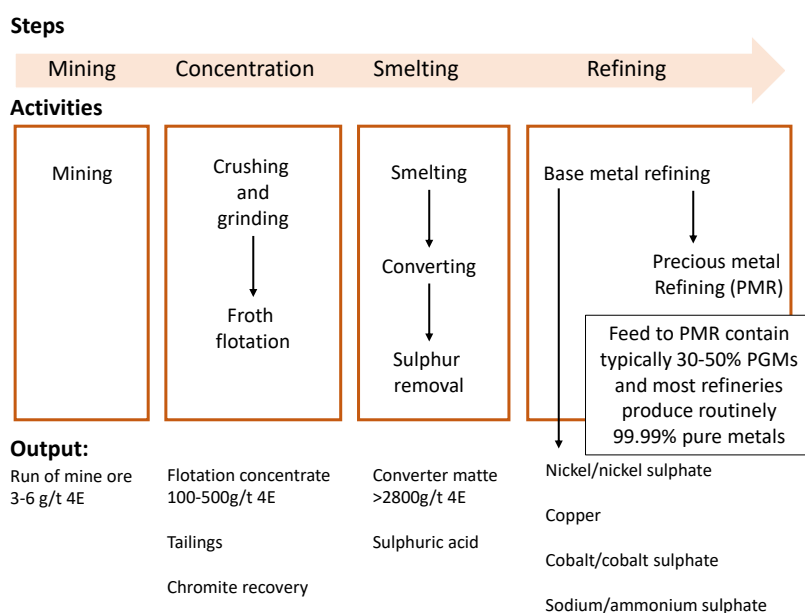 Steps
Mining Concentration Smelting Refining
Activities
Mining
Crushing
and
grinding
Froth
flotation
Smelting
Converting
Sulphur
removal
Base metal refining
Precious metal
Refining (PMR)
Feed to PMR contain
typically 30-50% PGMs
and most refineries
produce routinely
99.99% pure metals
Output:
Run of mine ore
3-6 g/t 4E
Flotation concentrate
100-500g/t 4E
Tailings
Chromite recovery
Converter matte
>2800g/t 4E
Sulphuric acid
Nickel/nickel sulphate
Copper
Cobalt/cobalt sulphate
Sodium/ammonium sulphate